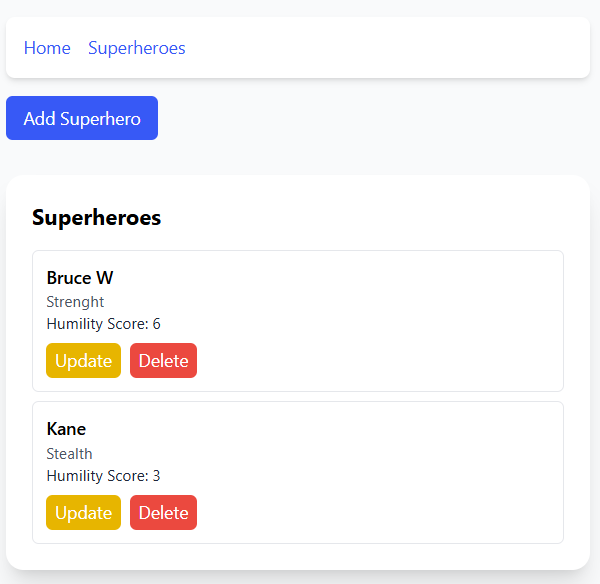 Home Superheroes
Add Superhero
Superheroes
Bruce W
Strenght
Humility Score: 6
Update Delete
Kane
Stealth
Humility Score: 3
Update Delete